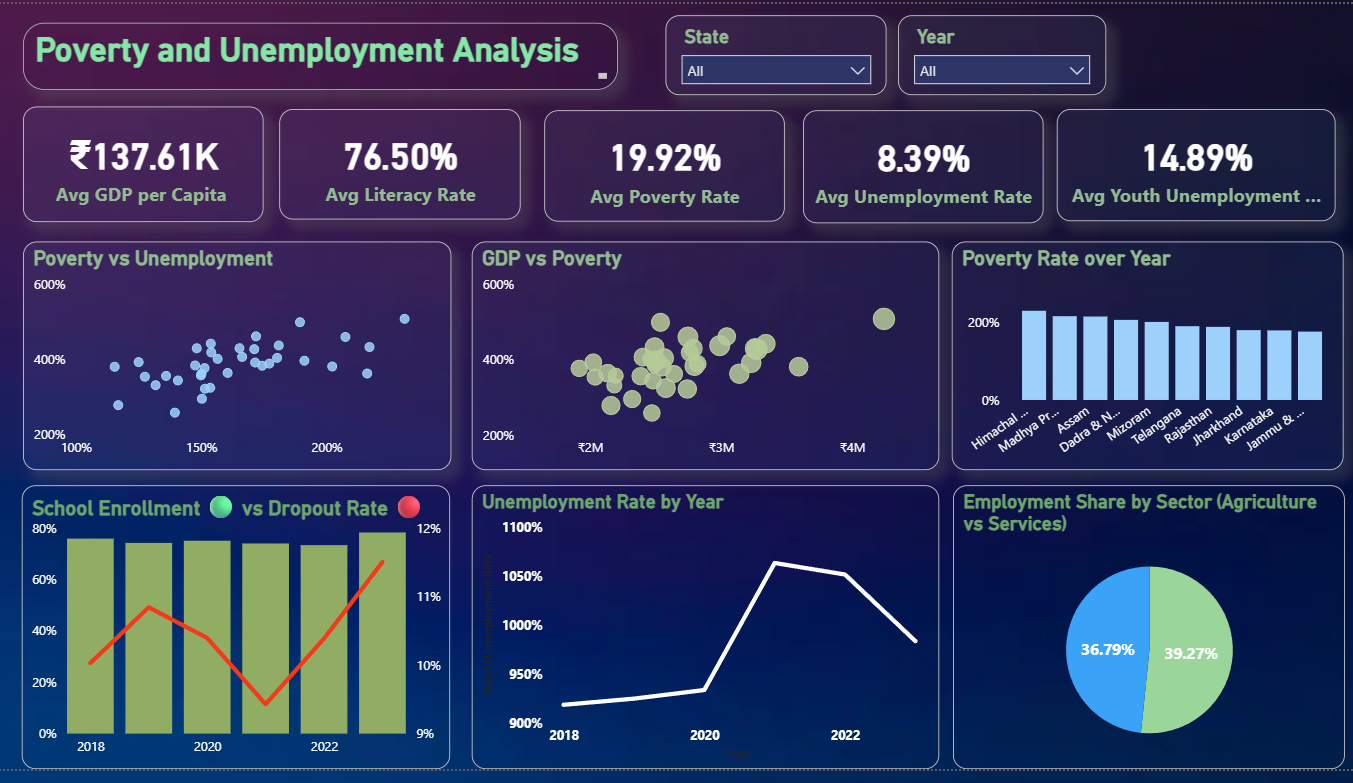 Poverty and Unemployment Analysis
State
All
Year
All
₹137.61K
Avg GDP per Capita
76.50%
Avg Literacy Rate
19.92%
Avg Poverty Rate
8.39%
Avg Unemployment Rate
14.89%
Avg Youth Unemployment ...
Poverty vs Unemployment
600%
400%
200%
100%
150%
200%
GDP vs Poverty
600%
400%
200%
₹2M
₹3M
₹4M
Poverty Rate over Year
200%
0%
Himachal ...
Madhya Pr...
Assam
Dadra & N...
Mizoram
Telangana
Rajasthan
Jharkhand
Karnataka
Jammu & ...
School Enrollment vs Dropout Rate
80%
60%
40%
20%
0%
12%
11%
10%
9%
2018
2020
2022
Unemployment Rate by Year
1100%
1050%
1000%
950%
900%
2018
2020
2022
Employment Share by Sector (Agriculture
vs Services)
36.79%
39.27%